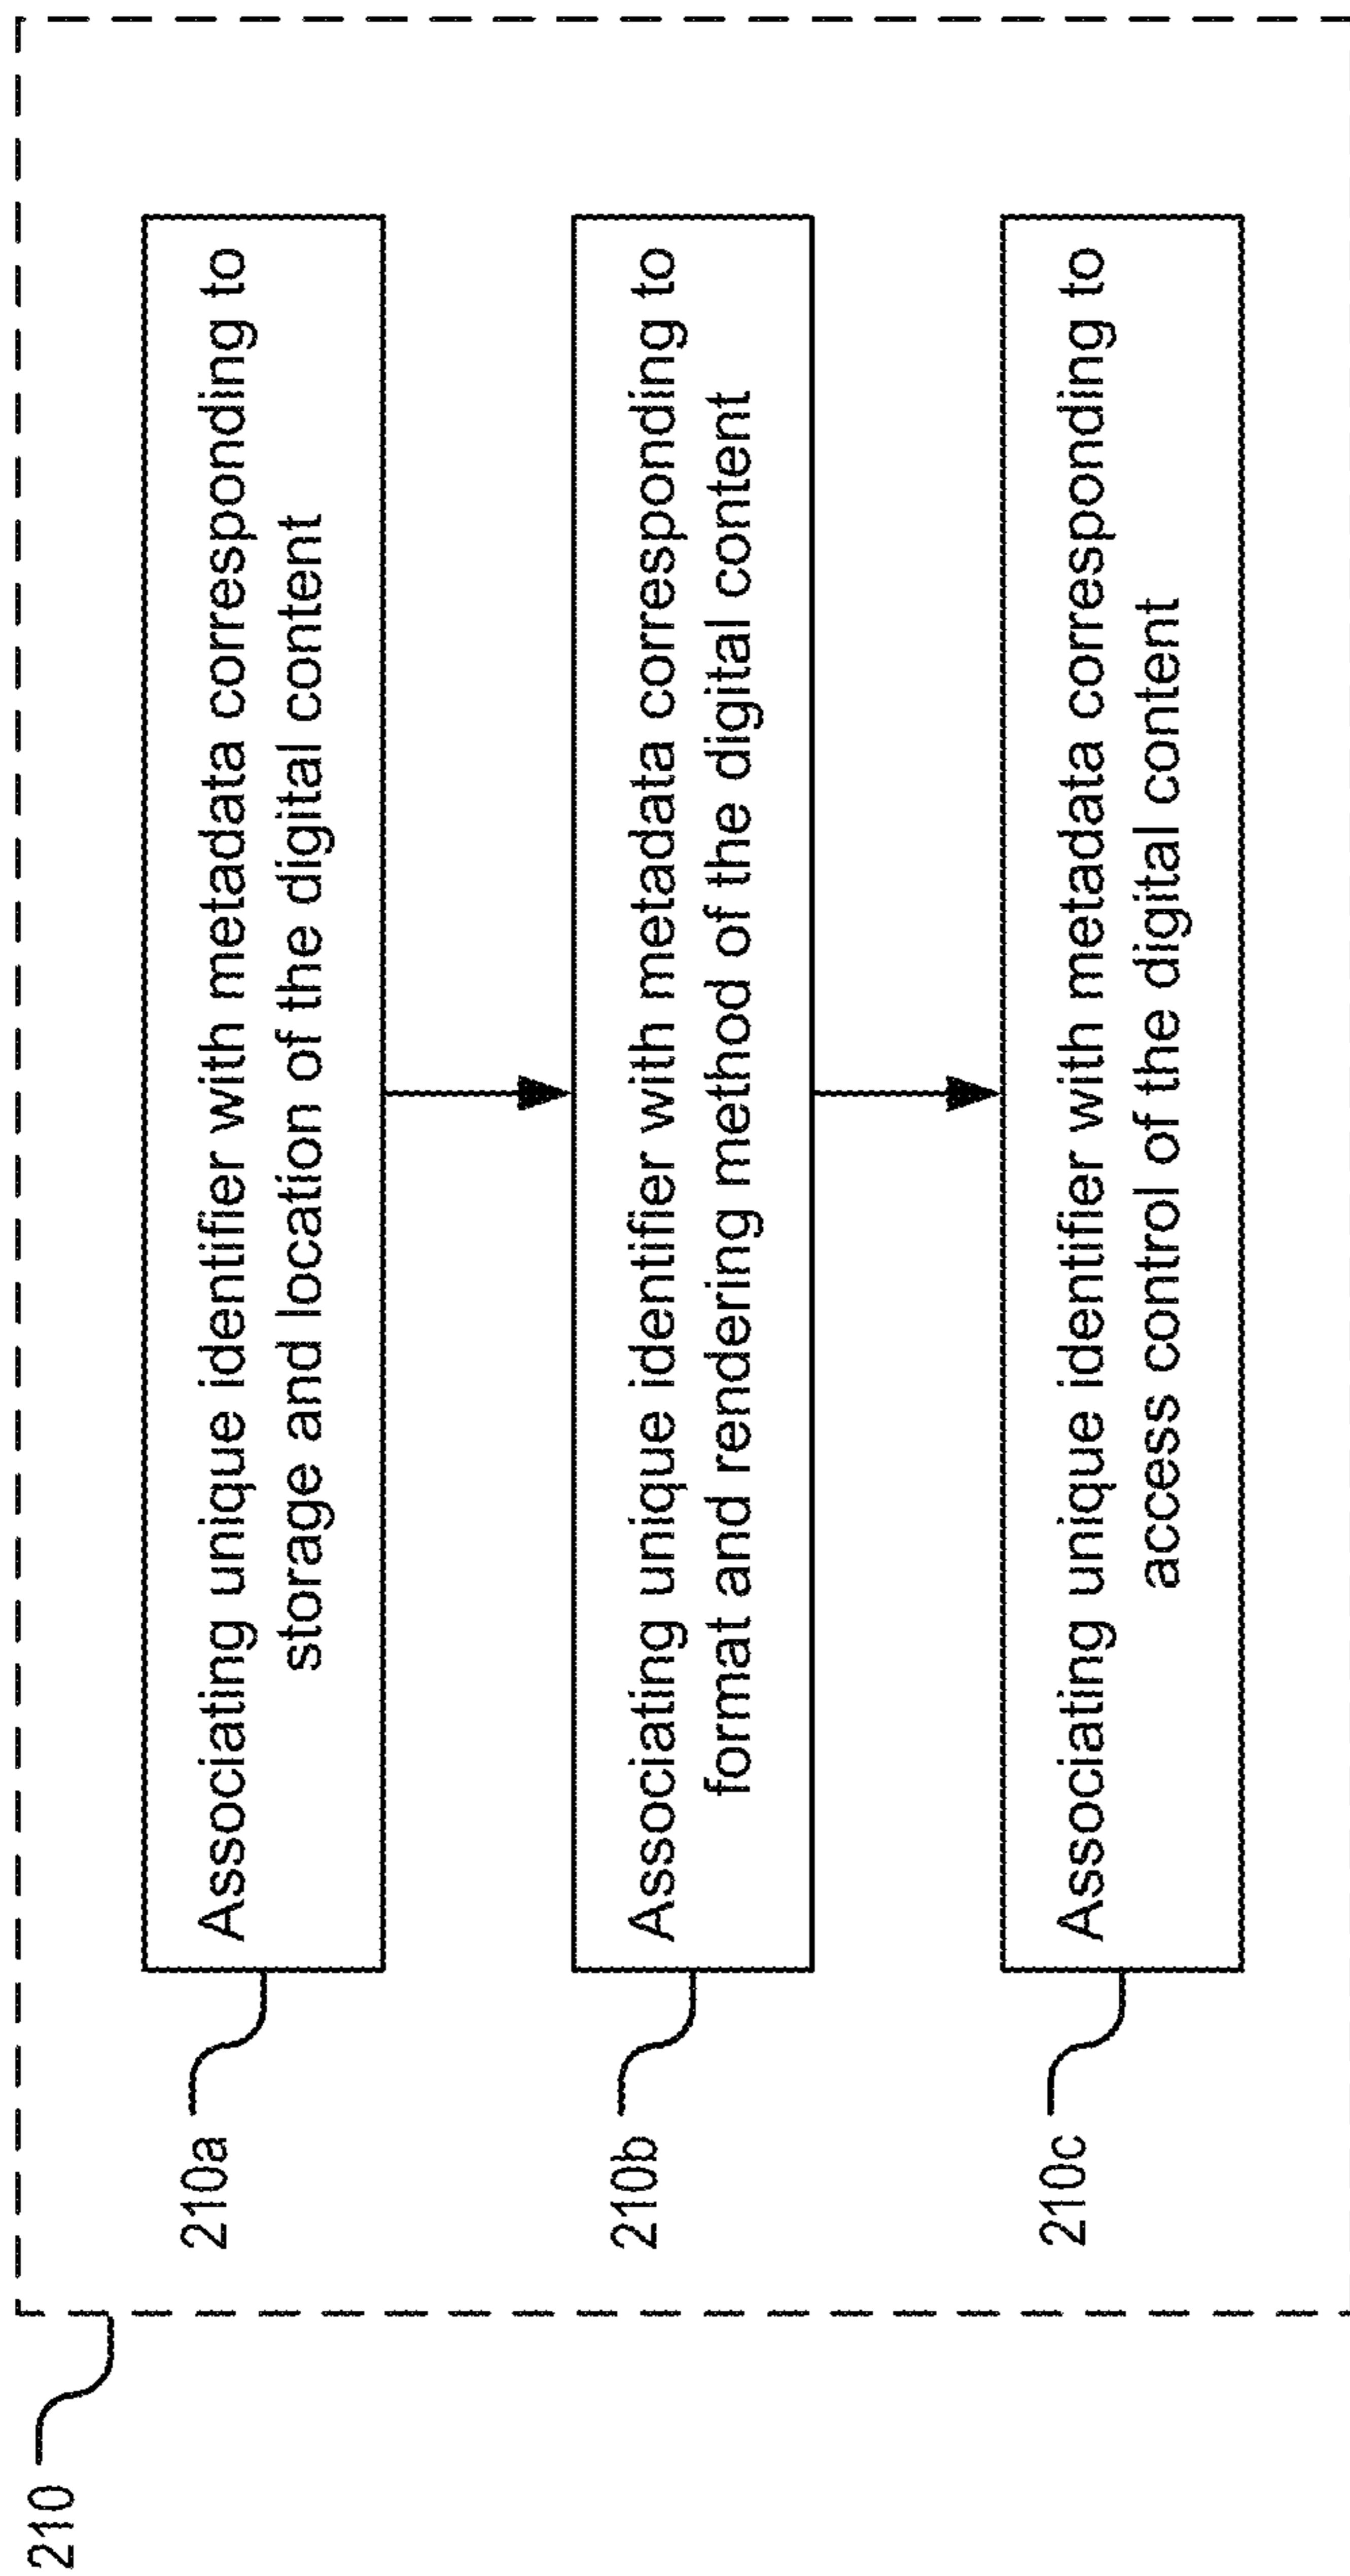 210
210a
Associating unique identifier with metadata corresponding to
storage and location of the digital content
210b
Associating unique identifier with metadata corresponding to
format and rendering method of the digital content
210c
Associating unique identifier with metadata corresponding to
access control of the digital content